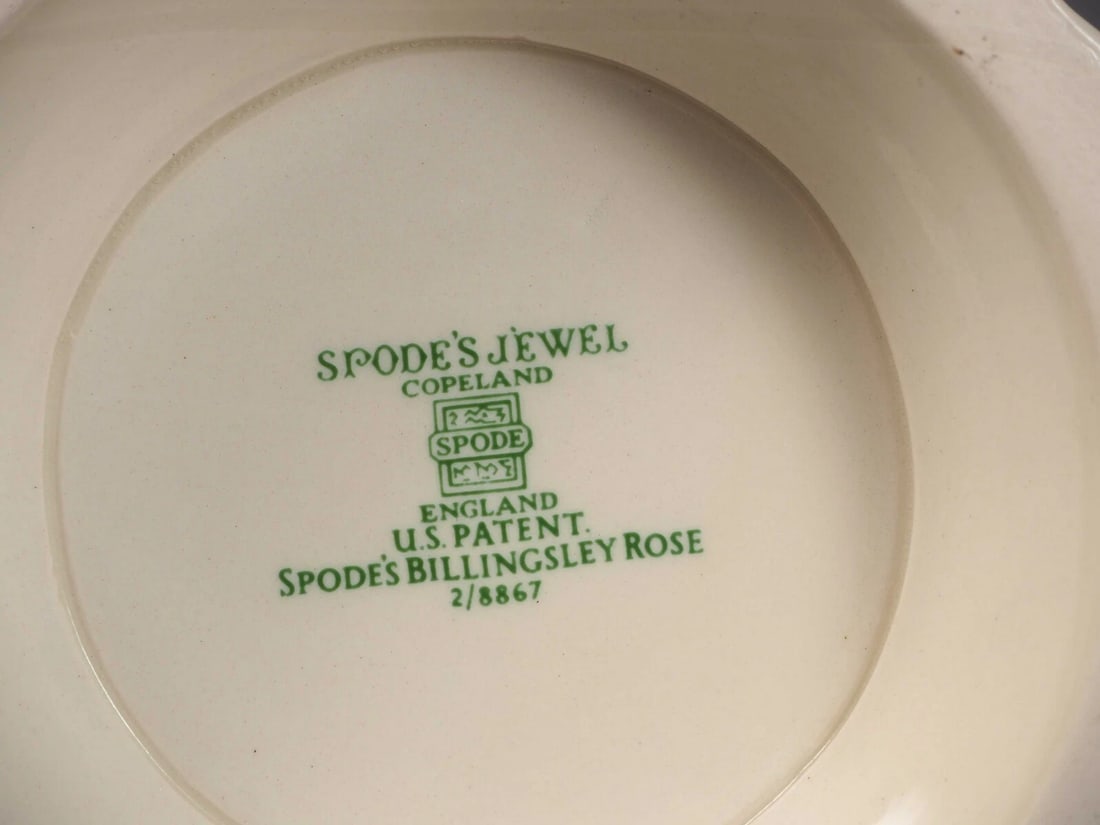 SPODE'S JEWEL
COPELAND
SPODE
ENGLAND
U.S. PATENT.
SPODE'S BILLINGSLEY ROSE
2/8867